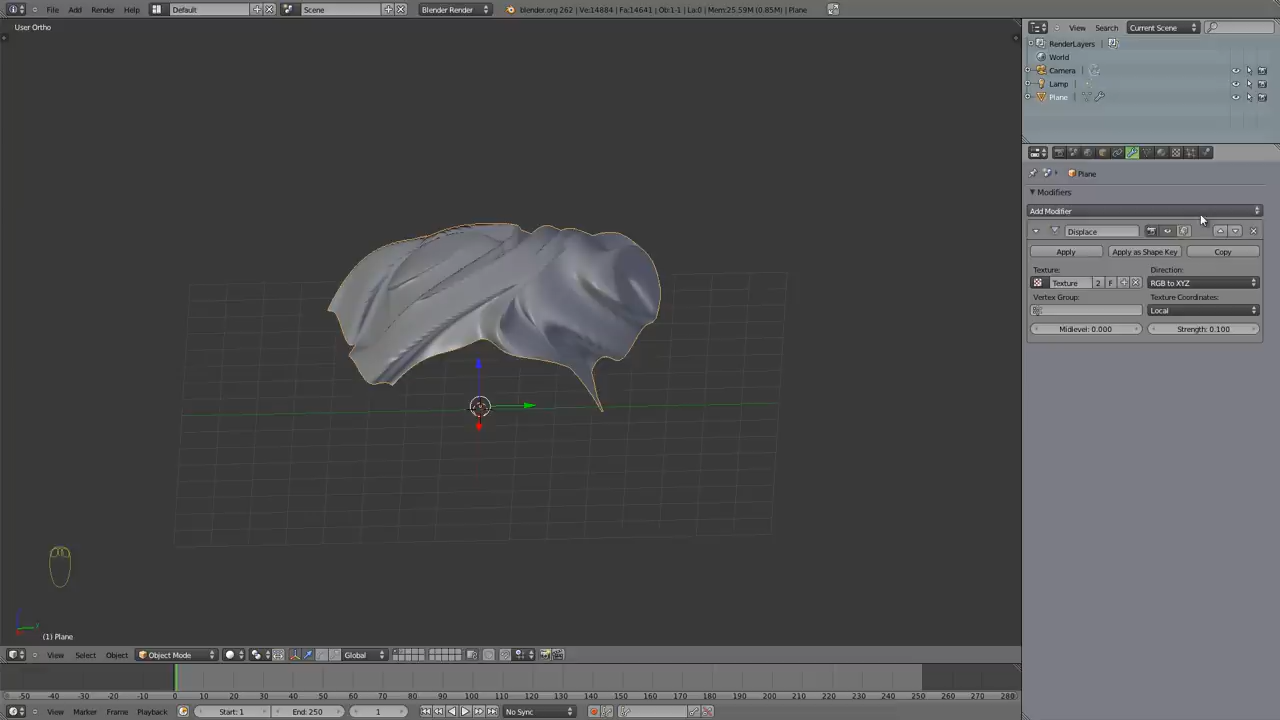 File Add Render Help Default Scene Blender Render blender.org 262 | Ve:14884 | Fa:14641 | Ob:1-1 | La:0 | Mem:25.59M (0.85M) | Plane
User Ortho
View Search Current Scene
RenderLayers
World
Camera
Lamp
Plane
Plane
Modifiers
Add Modifier
Displace
Apply Apply as Shape Key Copy
Texture: Direction:
Texture 2 F RGB to XYZ
Vertex Group: Texture Coordinates:
Local
Midlevel: 0.000 Strength: 0.100
(1) Plane
View Select Object Object Mode Global
-50 -40 -30 -20 -10 0 10 20 30 40 50 60 70 80 90 100 110 120 130 140 150 160 170 180 190 200 210 220 230 240 250 260 270 280
View Marker Frame Playback Start: 1 End: 250 1 No Sync